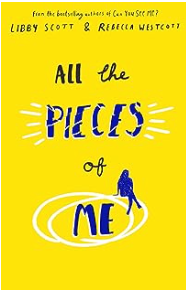 From the bestselling authors of CAN YOU SEE ME?
LIBBY SCOTT & REBECCA WESTCOTT
ALL the
PIECES
of
ME